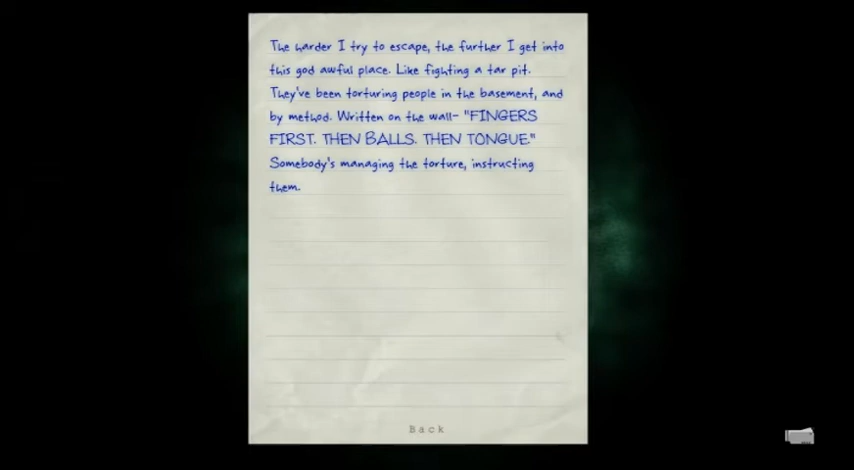 The harder I try to escape, the further I get into
this god awful place. Like fighting a tar pit.
They've been torturing people in the basement, and
by method. Written on the wall- "FINGERS
FIRST. THEN BALLS. THEN TONGUE."
Somebody's managing the torture, instructing
them.
Back